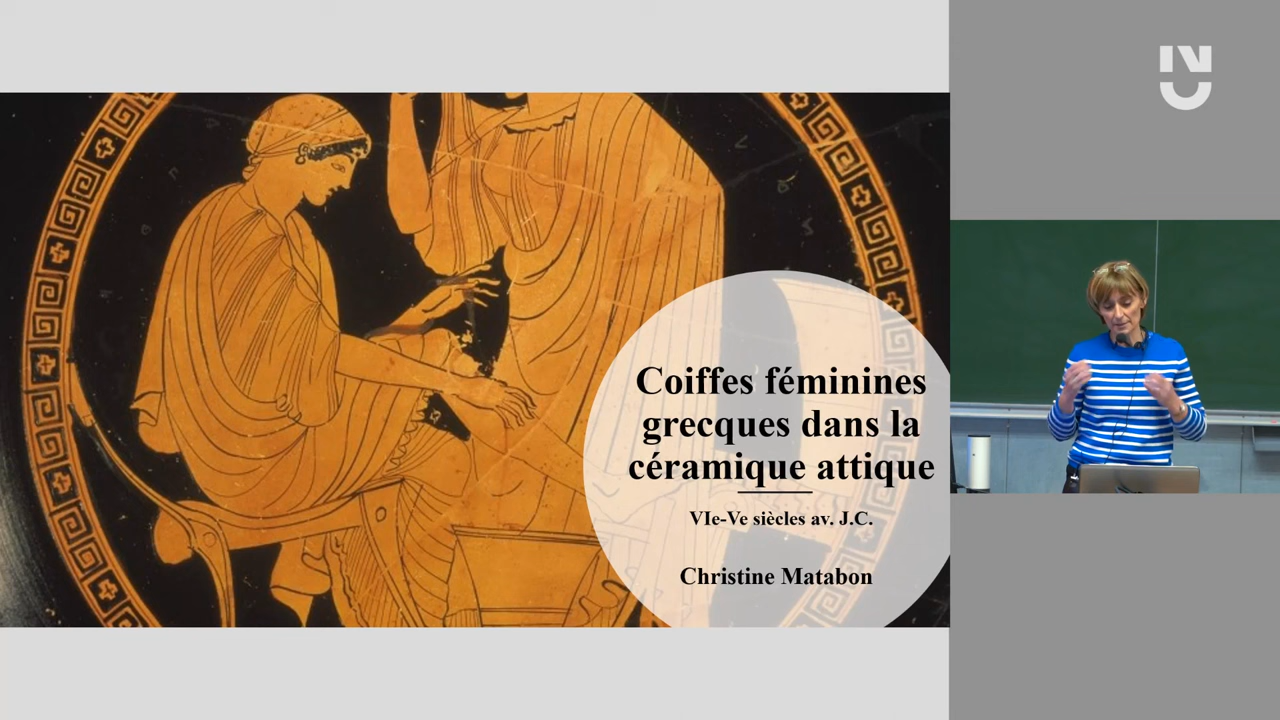 Coiffes féminines
grecques dans la
céramique attique
VIe-Ve siècles av. J.C.
Christine Matabon